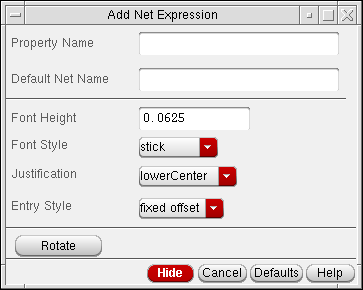 Add Net Expression
Property Name
Default Net Name
Font Height 0.0625
Font Style stick
Justification lowerCenter
Entry Style fixed offset
Rotate
Hide Cancel Defaults Help